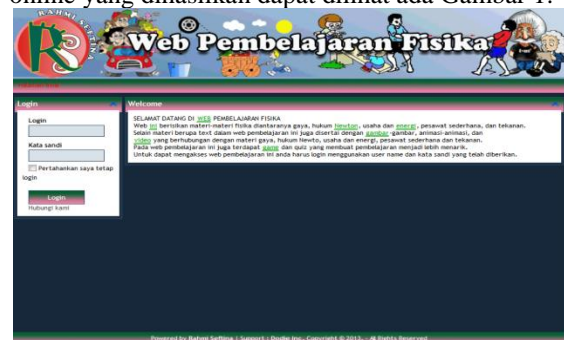 online yang dihasilkan dapat dilihat ada Gambar 1.
RAHMI SEFTINA
RS
Web Pembelajaran Fisika
Login
Welcome
Login
Kata sandi
Pertahankan saya tetap
login
Login
Hubungi kami
SELAMAT DATANG DI WEB PEMBELAJARAN FISIKA
Web ini berisikan materi-materi fisika diantaranya gaya, hukum Newton, usaha dan energi, pesawat sederhana, dan tekanan.
Selain materi berupa text dalam web pembelajaran ini juga disertai dengan gambar-gambar, animasi-animasi, dan
video yang berhubungan dengan materi gaya, hukum Newto, usaha dan energi, pesawat sederhana dan tekanan.
Pada web pembelajaran ini juga terdapat game dan quiz yang membuat pembelajaran menjadi lebih menarik.
Untuk dapat mengakses web pembelajaran ini anda harus login menggunakan user name dan kata sandi yang telah diberikan.
Powered by Rahmi Seftina | Support : Dodie Inc. Copyright © 2013. - All Rights Reserved